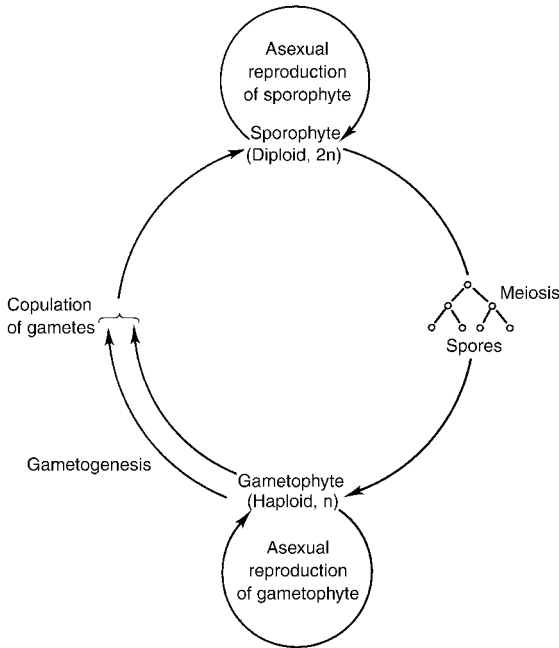 Asexual
reproduction
of sporophyte
Sporophyte
(Diploid, 2n)
Copulation
of gametes
Meiosis
Spores
Gametogenesis
Gametophyte
(Haploid, n)
Asexual
reproduction
of gametophyte